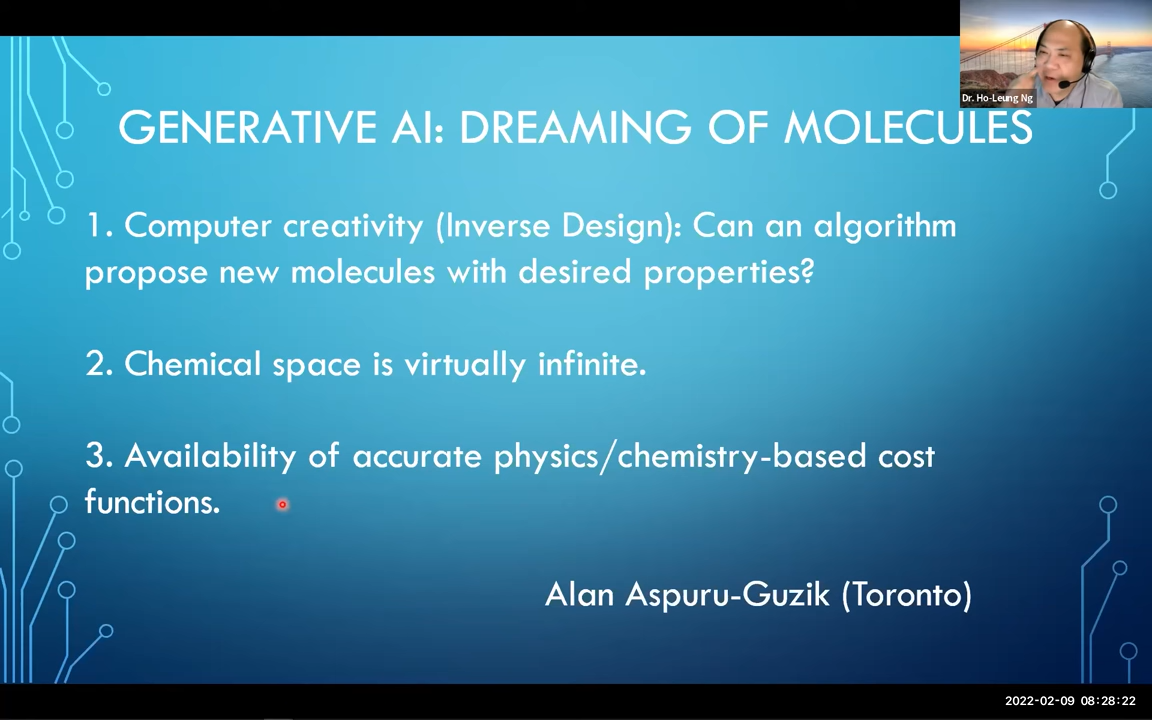 Dr. Ho-Leung Ng
GENERATIVE AI: DREAMING OF MOLECULES
1. Computer creativity (Inverse Design): Can an algorithm
propose new molecules with desired properties?
2. Chemical space is virtually infinite.
3. Availability of accurate physics/chemistry-based cost
functions.
Alan Aspuru-Guzik (Toronto)
2022-02-09 08:28:22